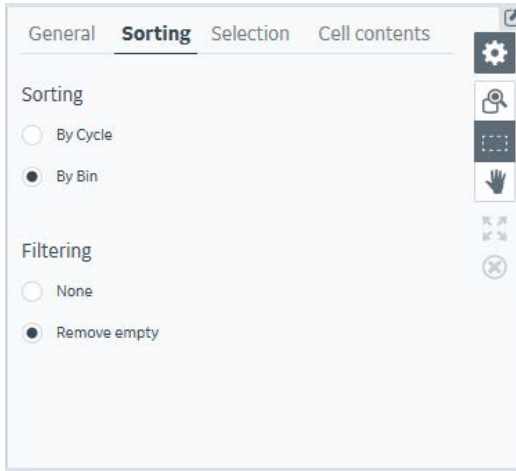 General Sorting Selection Cell contents
Sorting
By Cycle
By Bin
Filtering
None
Remove empty